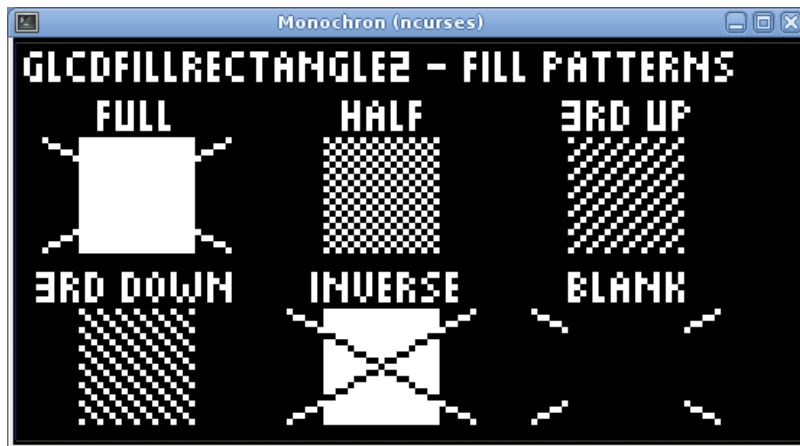 Monochron (ncurses)
GLCDFILLRECTANGLE2 - FILL PATTERNS
FULL HALF 3RD UP
3RD DOWN INVERSE BLANK